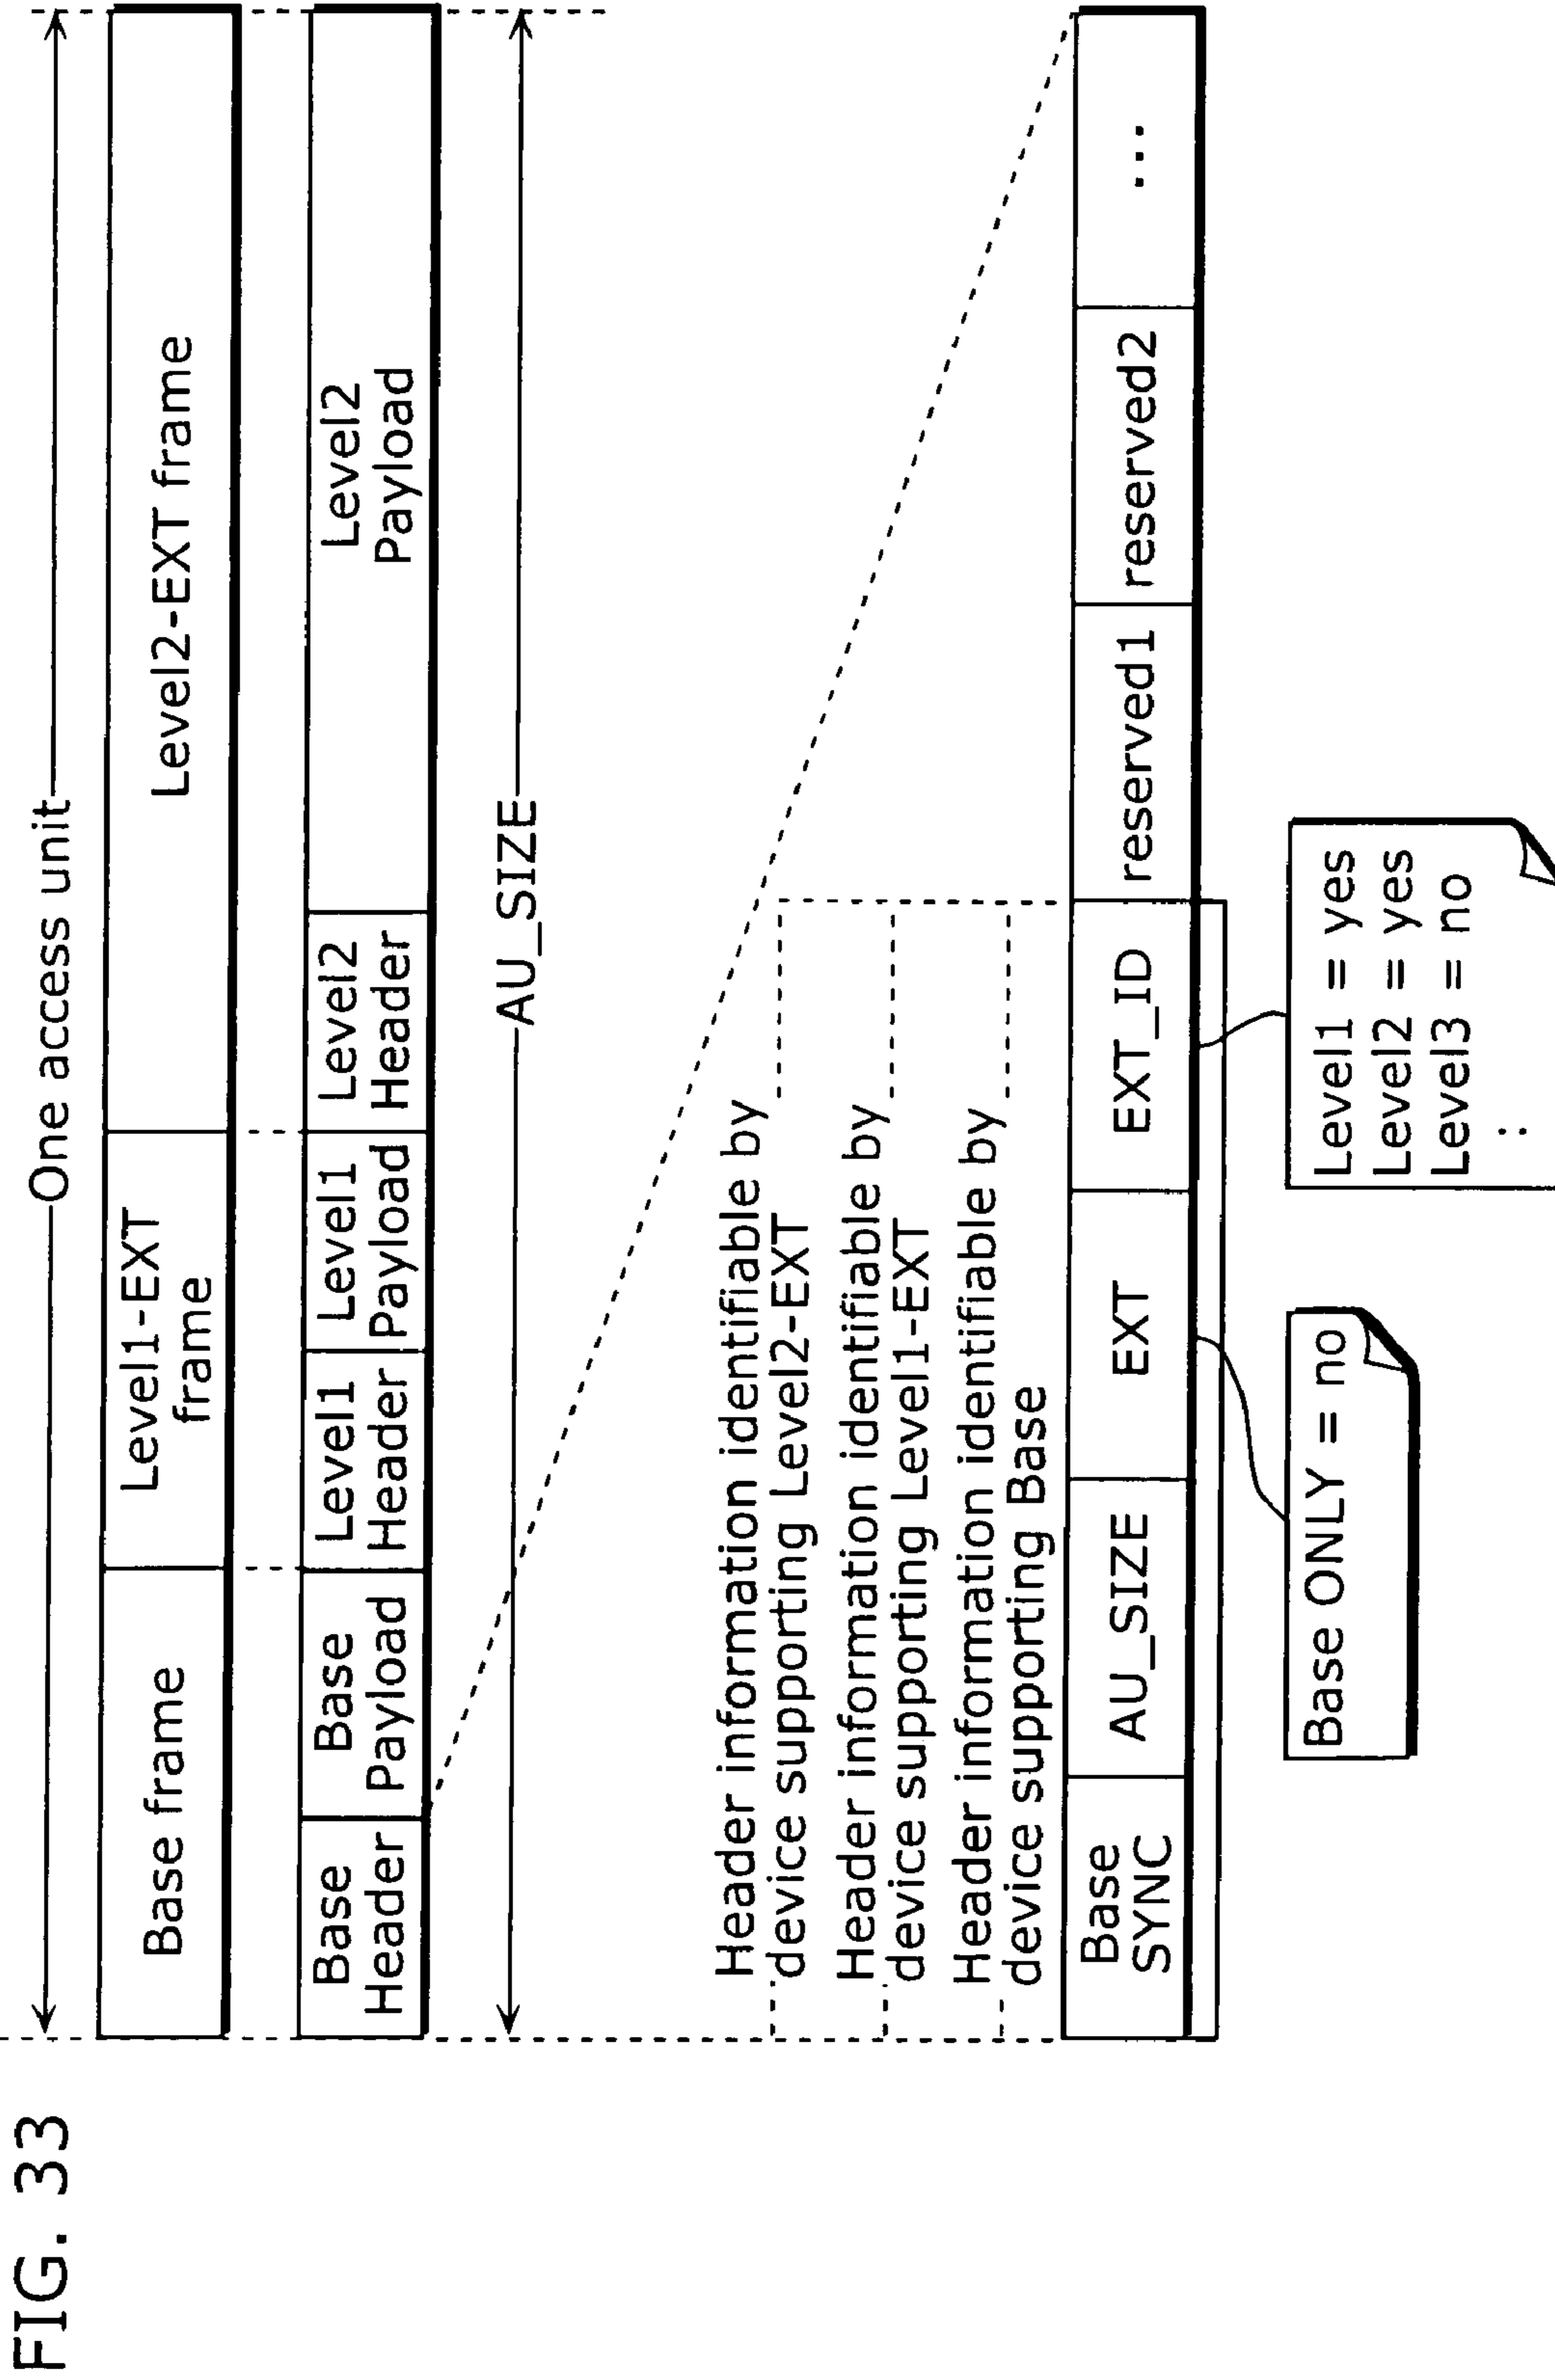 FIG. 33
One access unit
Base frame
Level1-EXT
frame
Level2-EXT frame
Base
Header
Base
Payload
Level1
Header
Level1
Payload
Level2
Header
Level2
Payload
AU_SIZE
Header information identifiable by
device supporting Level2-EXT
Header information identifiable by
device supporting Level1-EXT
Header information identifiable by
device supporting Base
Base
SYNC
AU_SIZE
EXT
EXT_ID
reserved1
reserved2
...
Base ONLY = no
Level1 = yes
Level2 = yes
Level3 = no
: